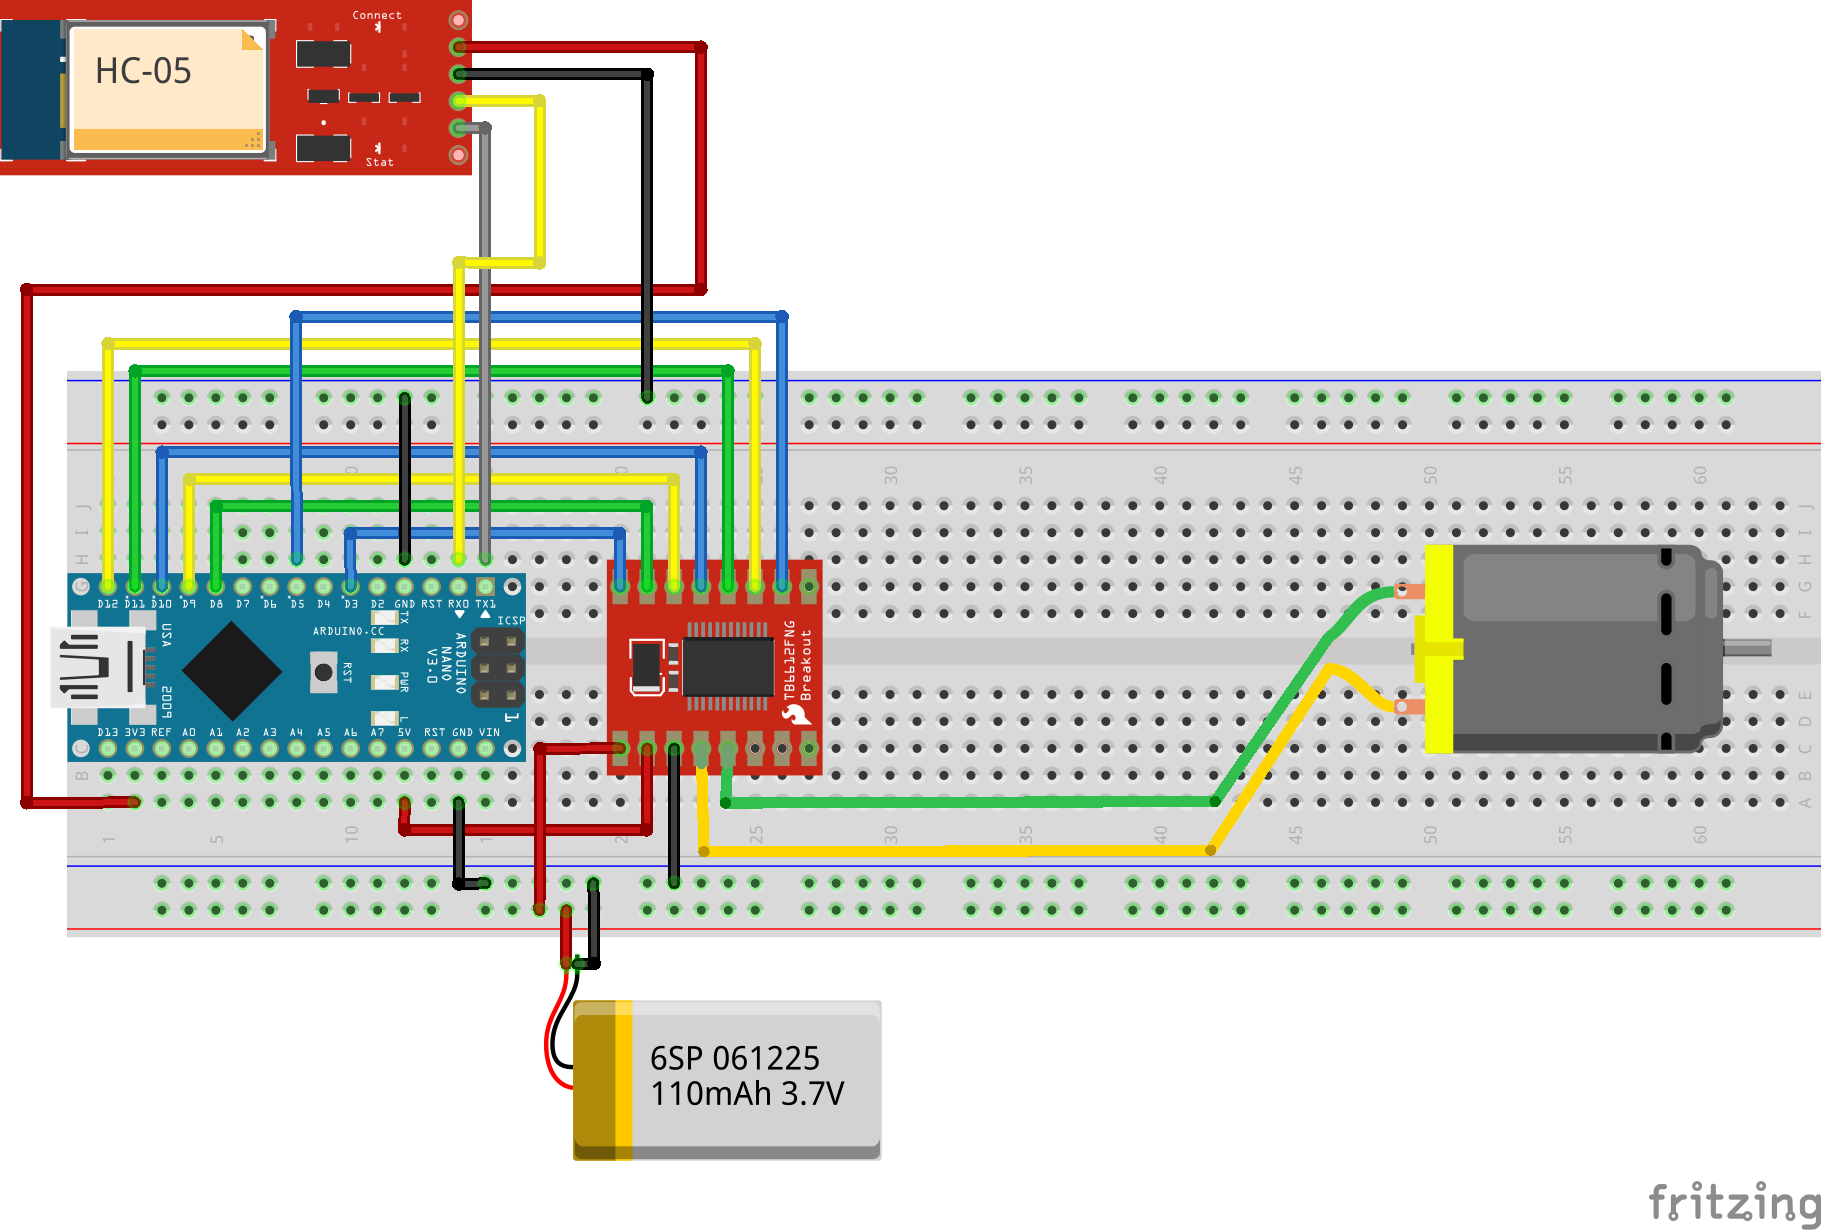 Connect
HC-05
Stat
30
35
40
45
50
55
60
J
J
I
I
H
H
G
G
F
D12 D11 D10 D9 D8 D7 D6 D5 D4 D3 D2 GND RST RX0 TX1
ICSP
ARDUINO.CC
USA
TX
RX
RST
PWR
L
2009
ARDUINO
NANO
V3.0
1
TB6612FNG
Breakout
E
D
D13 3V3 REF A0 A1 A2 A3 A4 A5 A6 A7 5V RST GND VIN
C
C
B
B
A
1
5
10
25
30
35
40
45
50
55
60
6SP 061225
110mAh 3.7V
fritzing